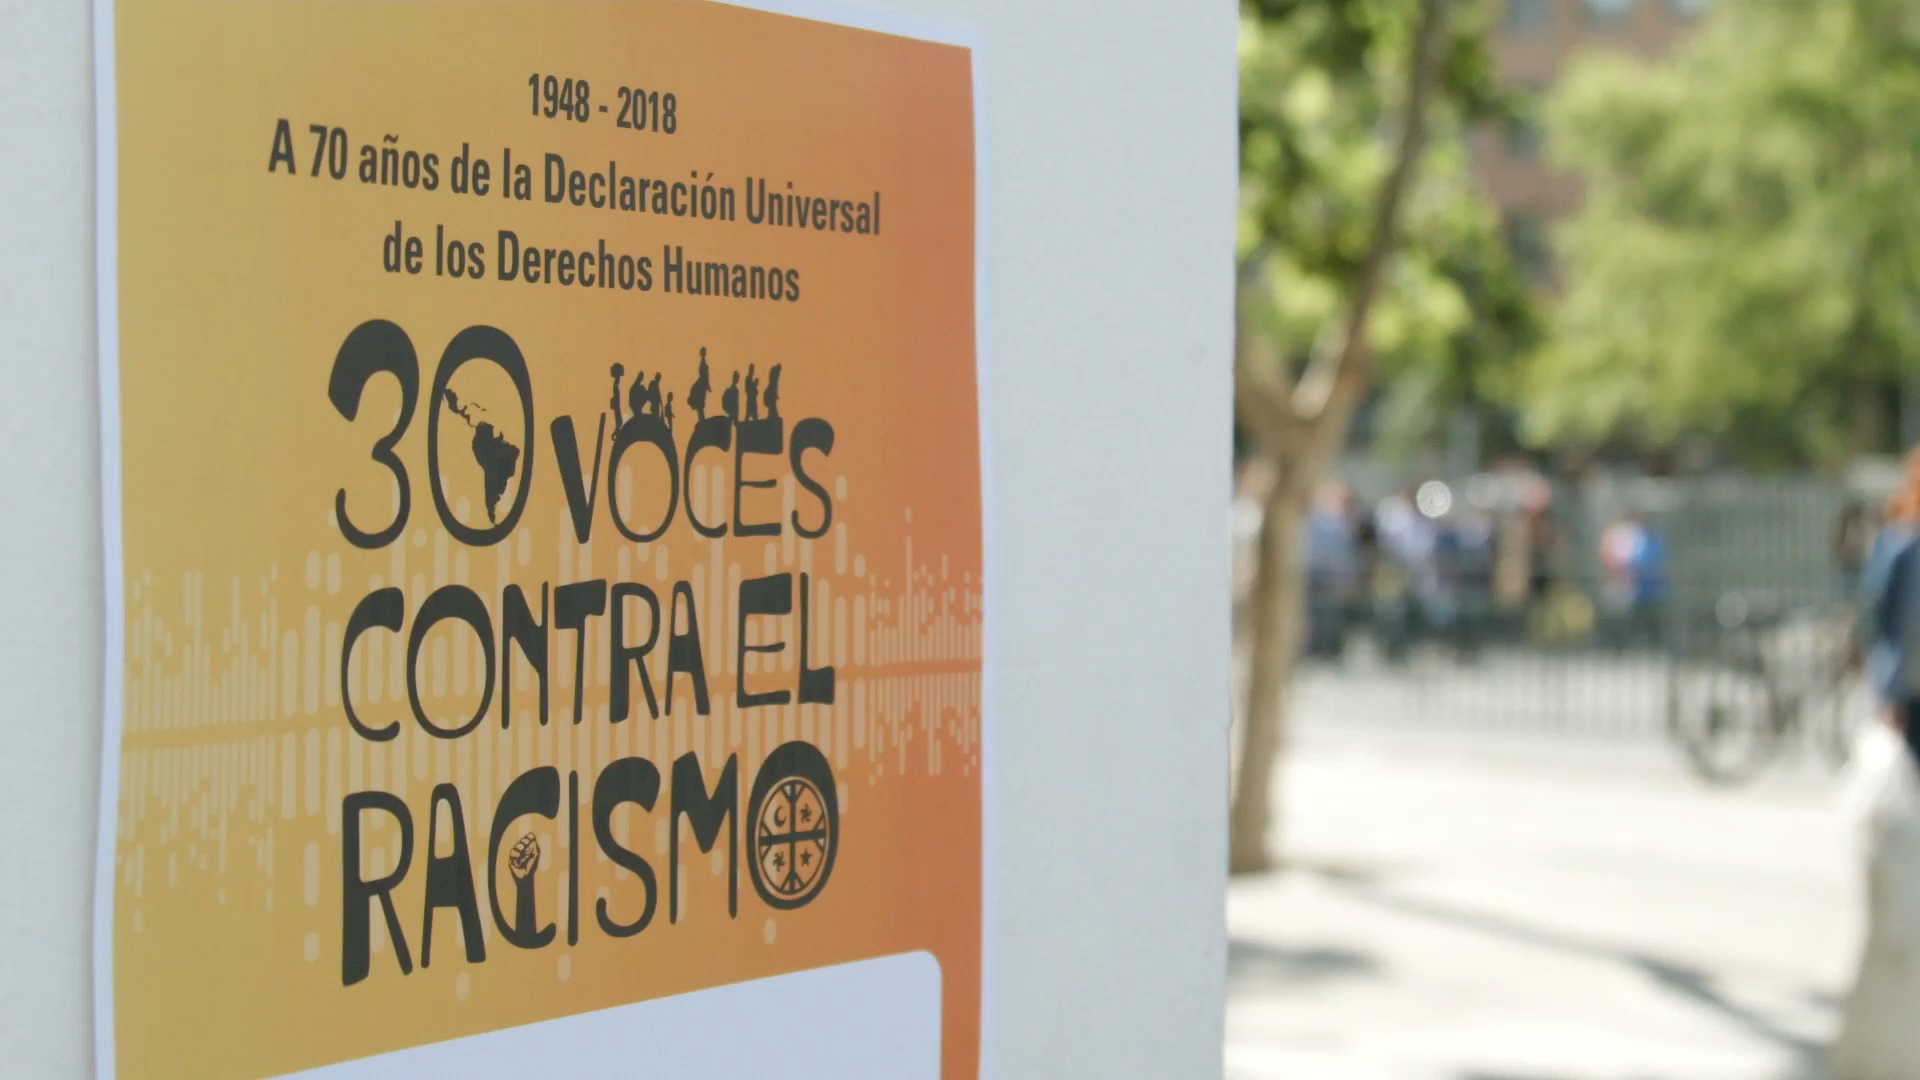 1948 - 2018
A 70 años de la Declaración Universal
de los Derechos Humanos
30 VOCES
CONTRA EL
RACISMO